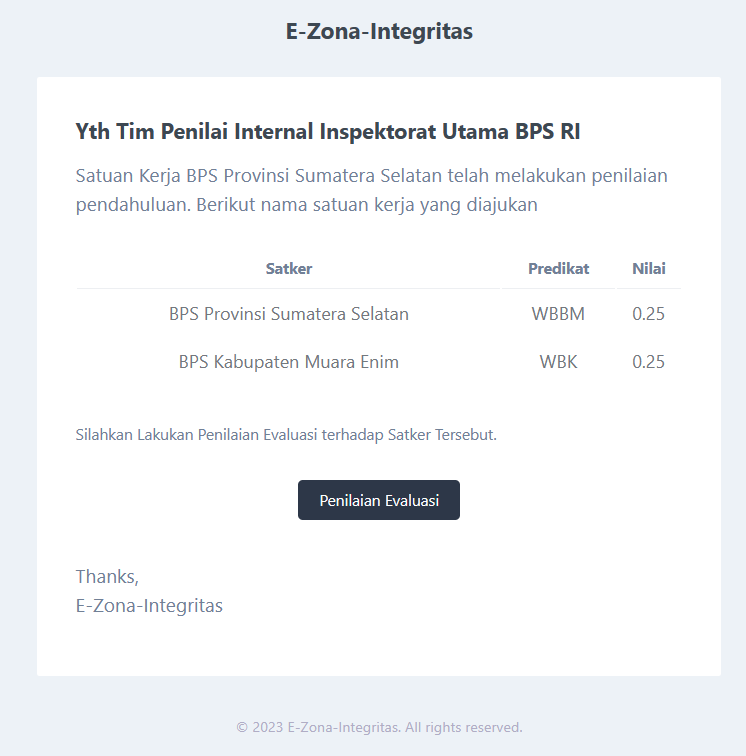 E-Zona-Integritas
Yth Tim Penilai Internal Inspektorat Utama BPS RI
Satuan Kerja BPS Provinsi Sumatera Selatan telah melakukan penilaian
pendahuluan. Berikut nama satuan kerja yang diajukan
Satker Predikat Nilai
BPS Provinsi Sumatera Selatan WBBM 0.25
BPS Kabupaten Muara Enim WBK 0.25
Silahkan Lakukan Penilaian Evaluasi terhadap Satker Tersebut.
Penilaian Evaluasi
Thanks,
E-Zona-Integritas
© 2023 E-Zona-Integritas. All rights reserved.